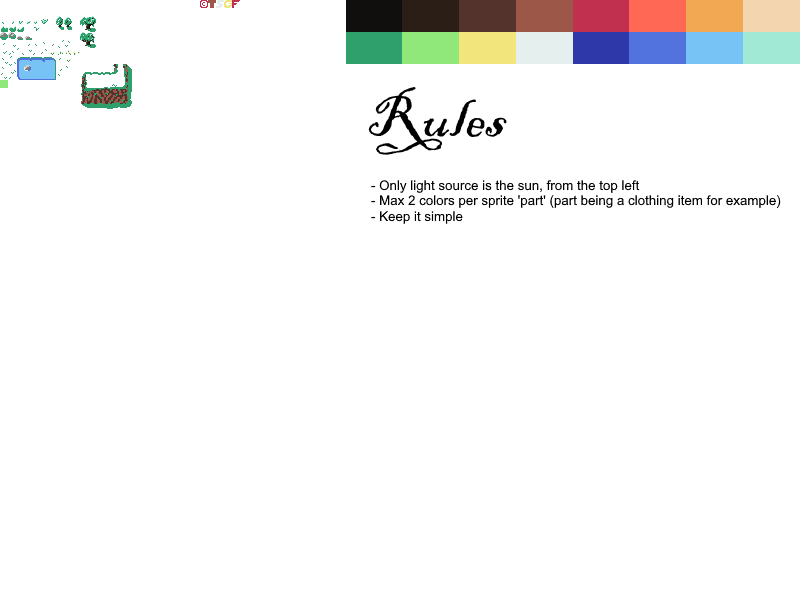 ©TSGF
Rules
- Only light source is the sun, from the top left
- Max 2 colors per sprite 'part' (part being a clothing item for example)
- Keep it simple